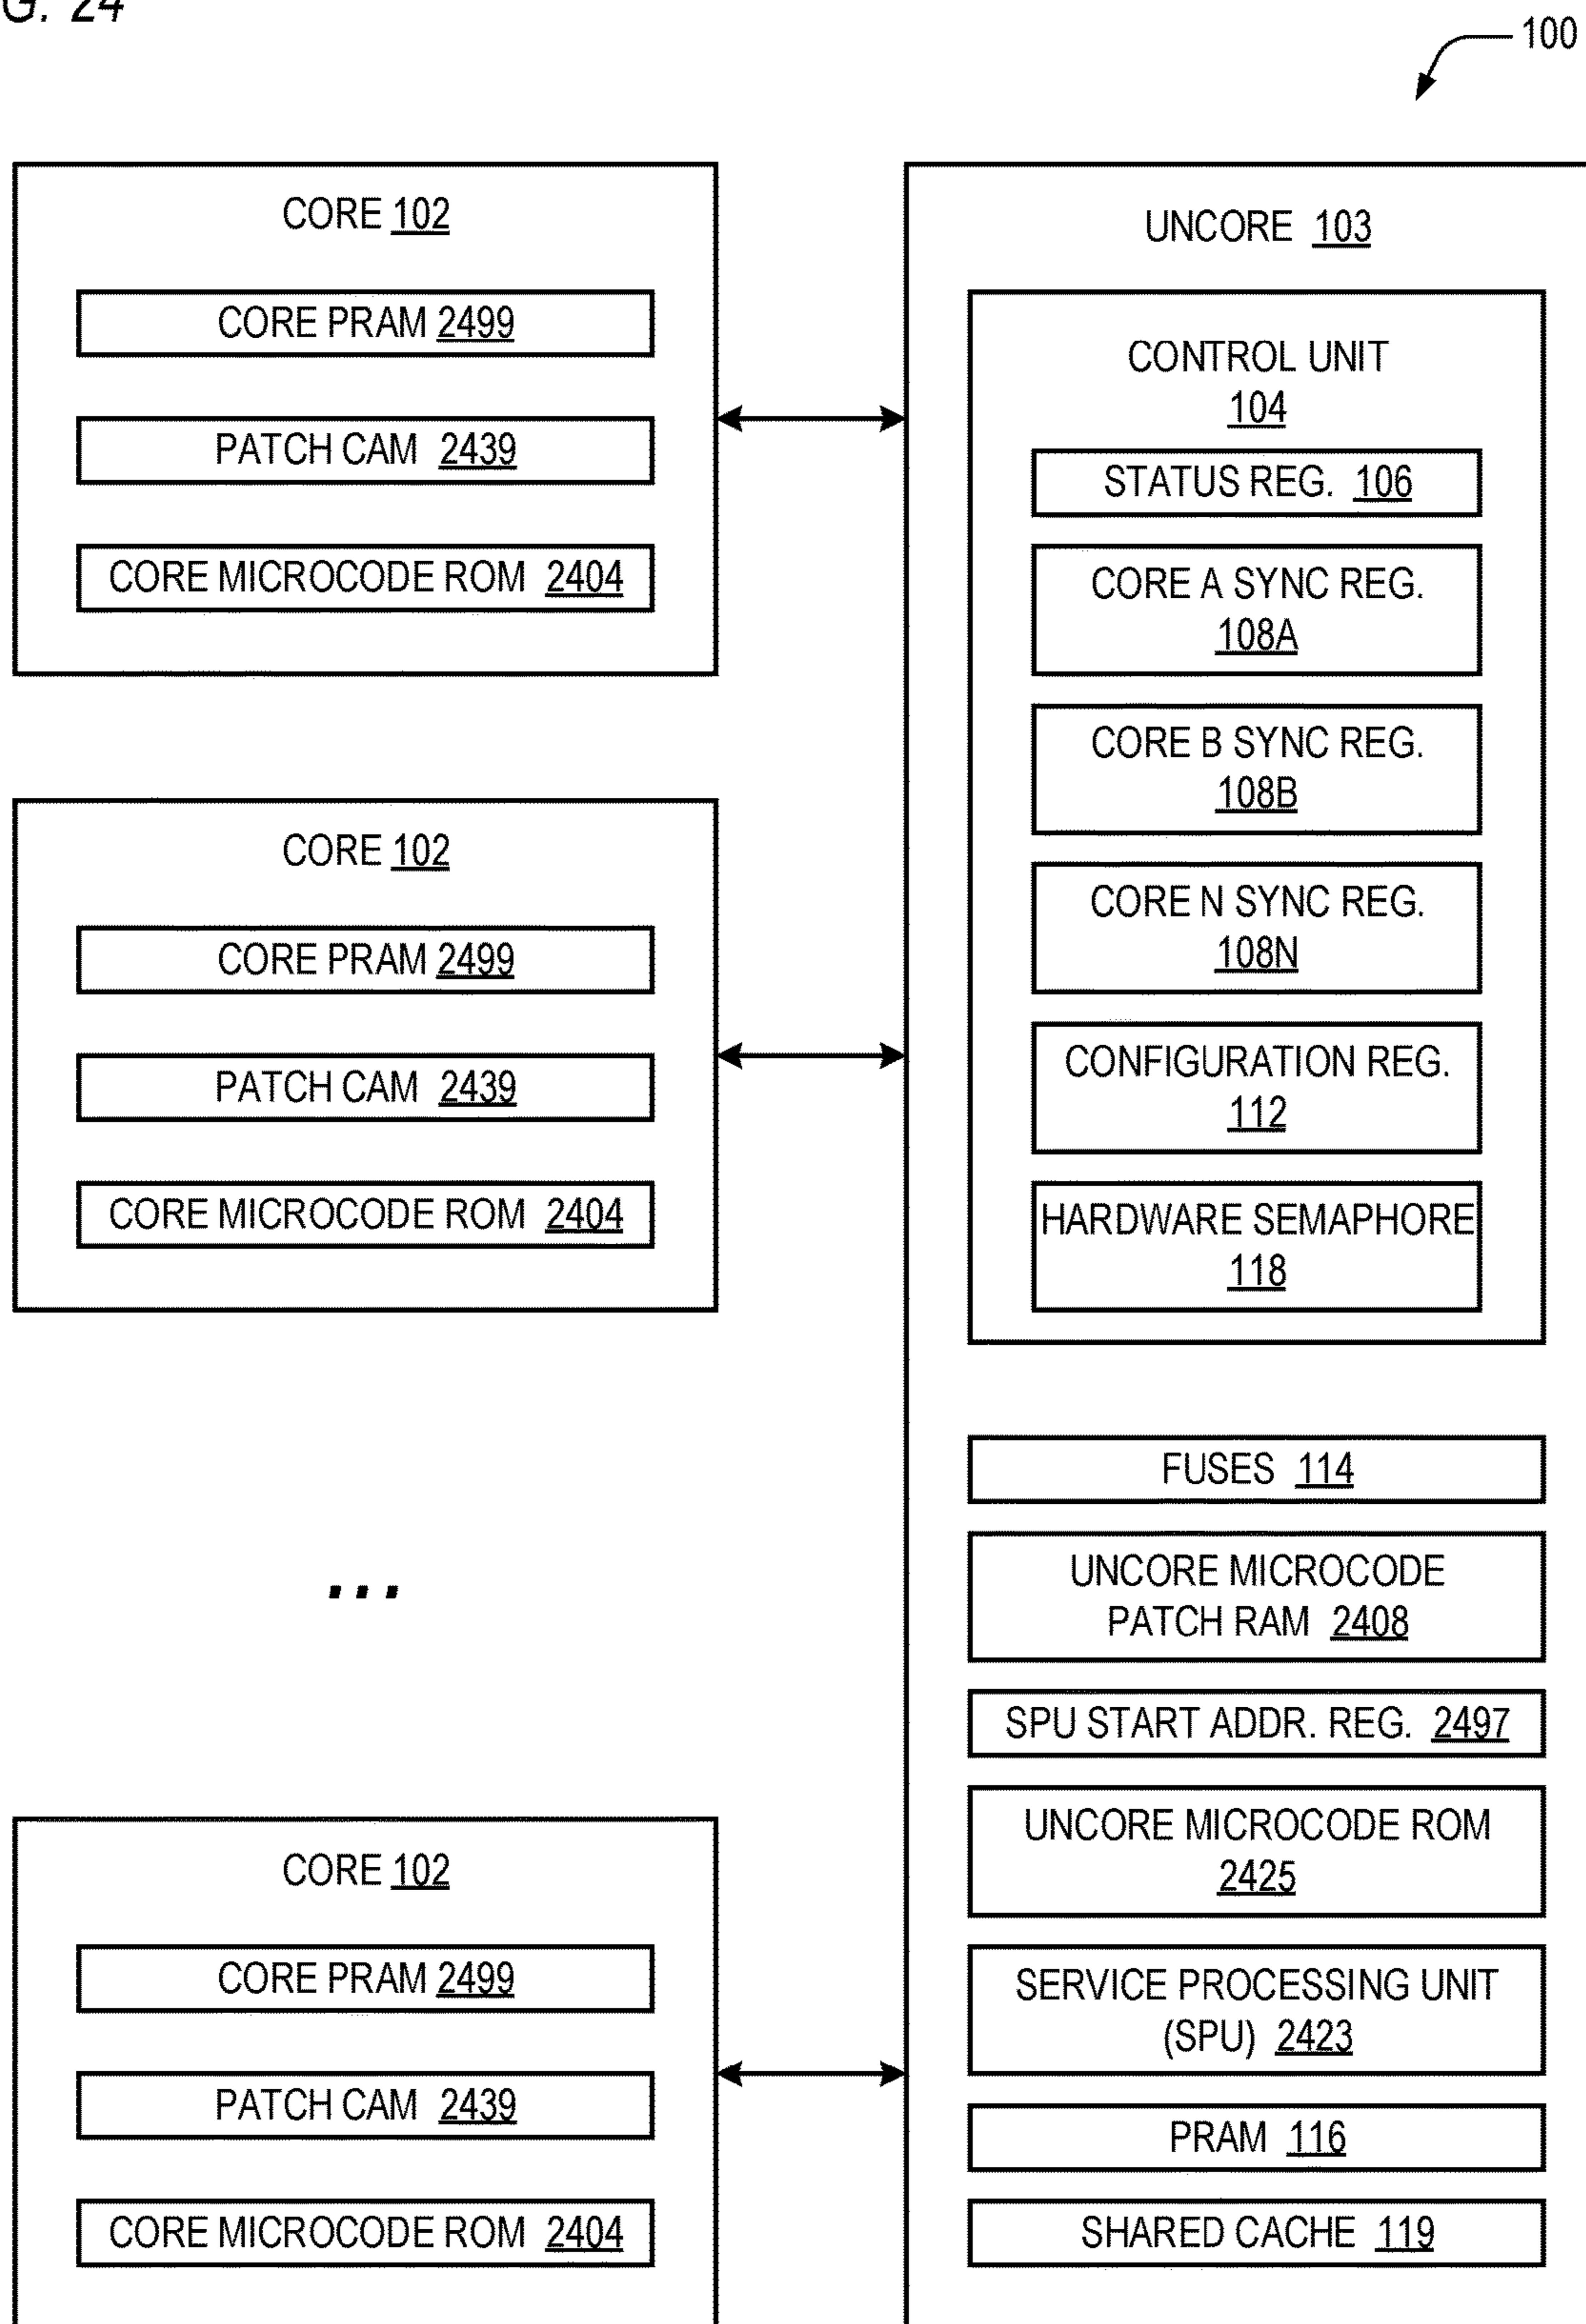 G. 24
100
CORE 102
CORE PRAM 2499
PATCH CAM 2439
CORE MICROCODE ROM 2404
CORE 102
CORE PRAM 2499
PATCH CAM 2439
CORE MICROCODE ROM 2404
...
CORE 102
CORE PRAM 2499
PATCH CAM 2439
CORE MICROCODE ROM 2404
UNCORE 103
CONTROL UNIT
104
STATUS REG. 106
CORE A SYNC REG.
108A
CORE B SYNC REG.
108B
CORE N SYNC REG.
108N
CONFIGURATION REG.
112
HARDWARE SEMAPHORE
118
FUSES 114
UNCORE MICROCODE
PATCH RAM 2408
SPU START ADDR. REG. 2497
UNCORE MICROCODE ROM
2425
SERVICE PROCESSING UNIT
(SPU) 2423
PRAM 116
SHARED CACHE 119